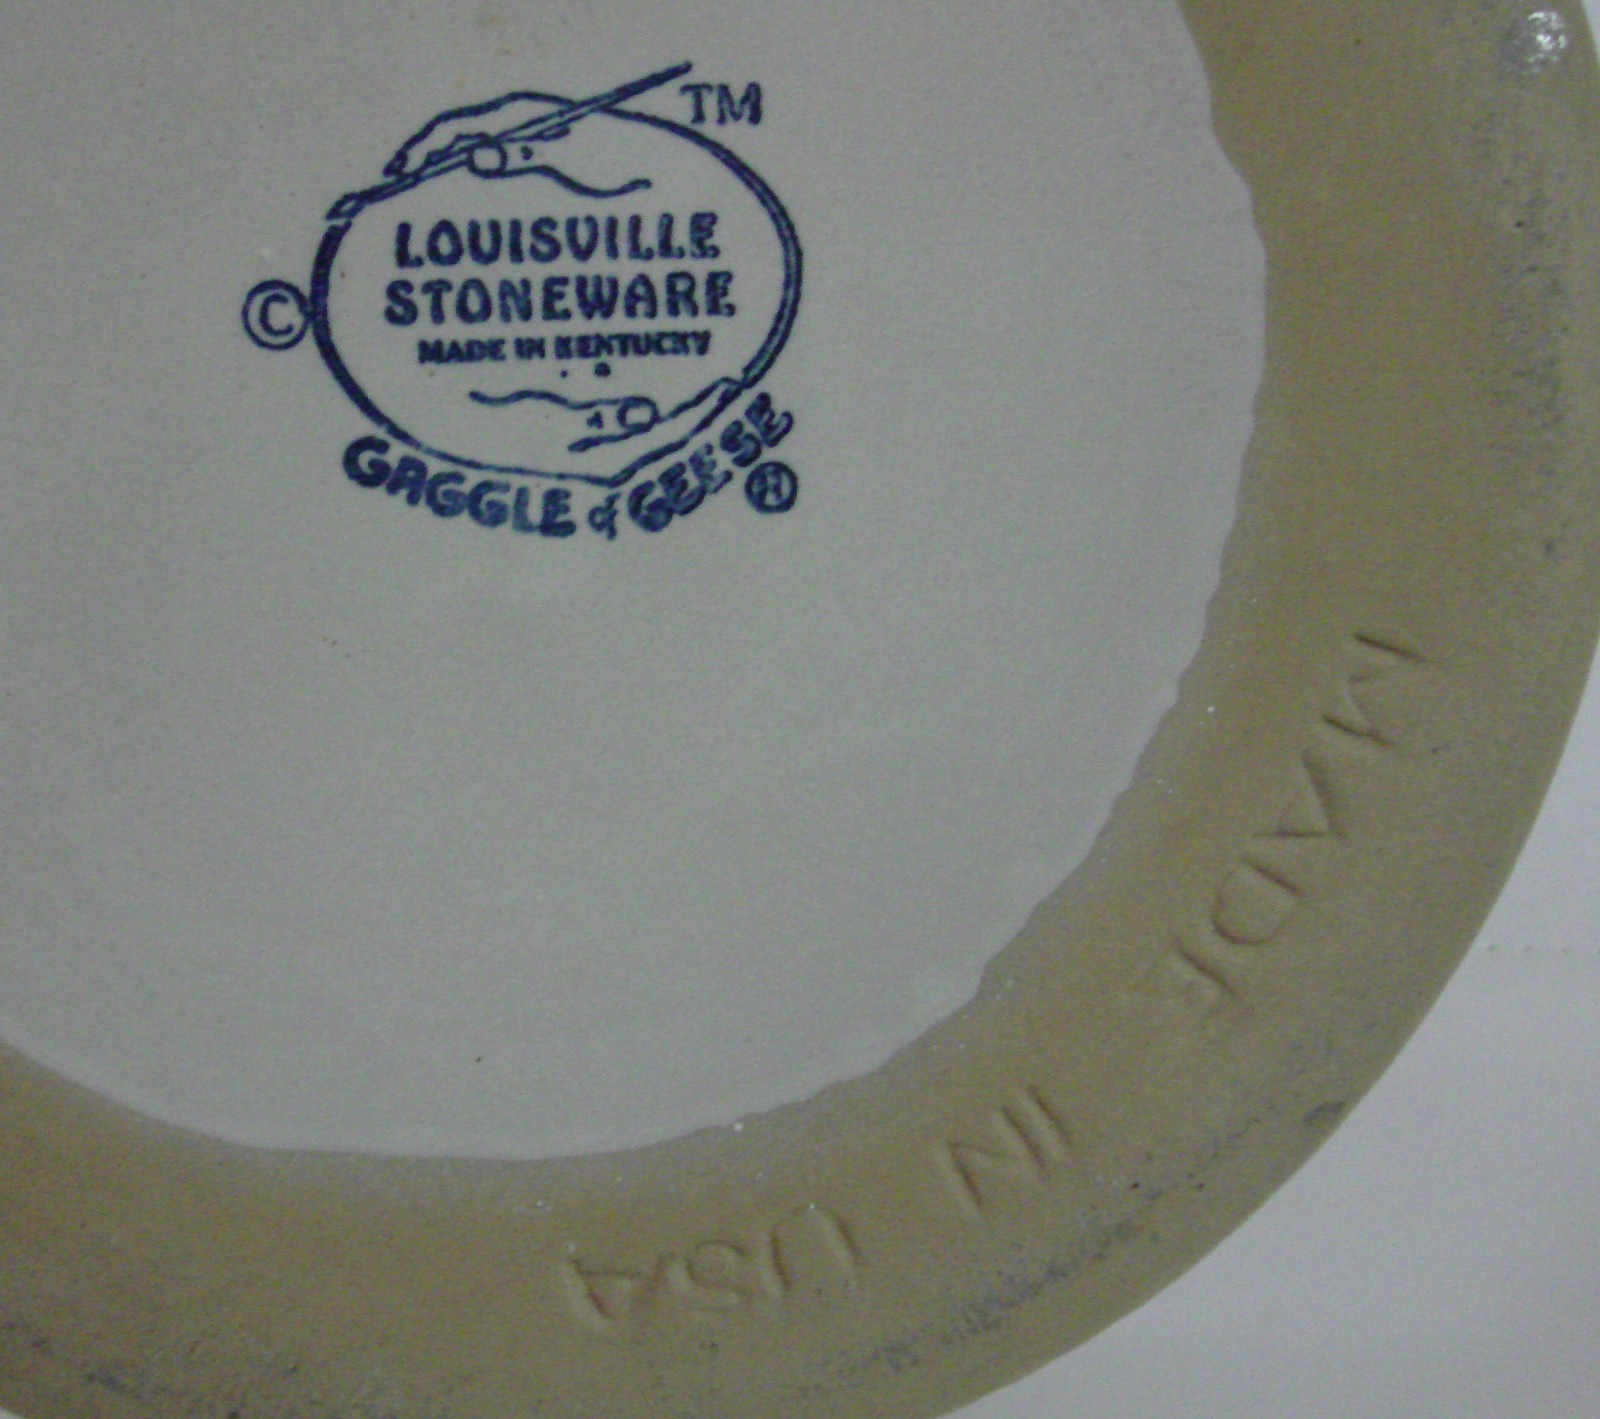 TM
LOUISVILLE
STONEWARE
MADE IN KENTUCKY
©
GAGGLE of GEESE
®
MADE IN USA